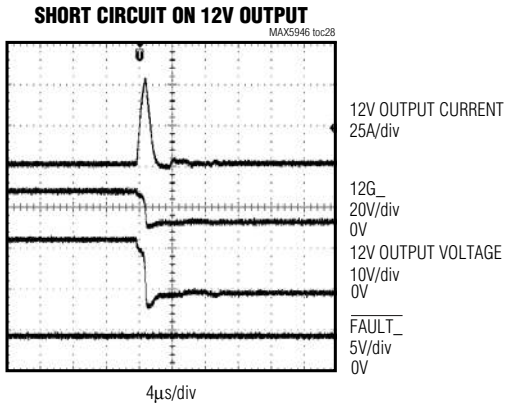 SHORT CIRCUIT ON 12V OUTPUT
MAX5946 toc28
T
12V OUTPUT CURRENT
25A/div
12G_
20V/div
0V
12V OUTPUT VOLTAGE
10V/div
0V
FAULT_
5V/div
0V
4μs/div